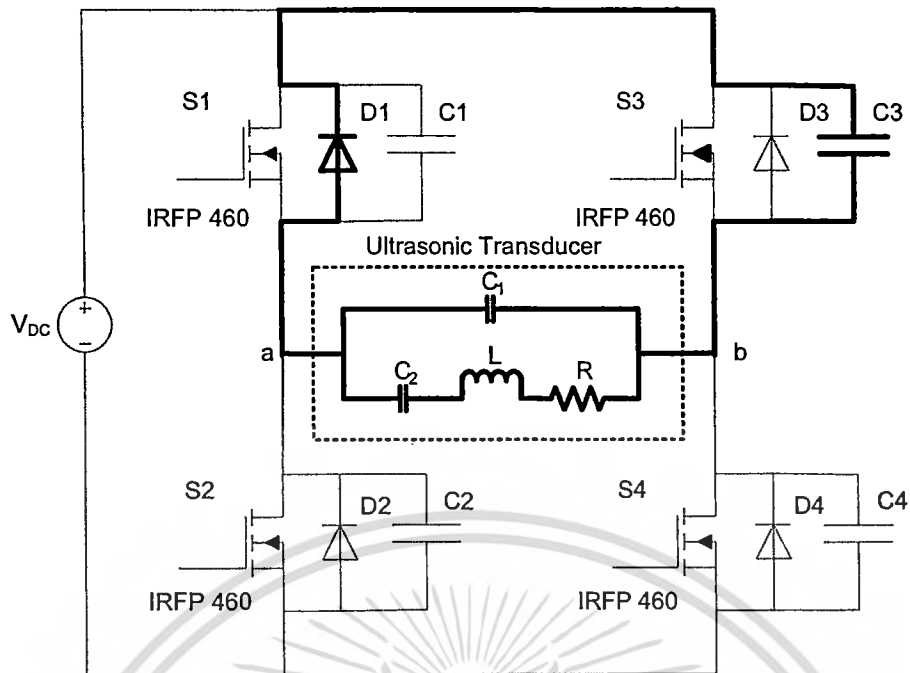 S1
D1
C1
S3
D3
C3
IRFP 460
IRFP 460
Ultrasonic Transducer
C₁
V_DC
a
b
C₂
L
R
S2
D2
C2
S4
D4
C4
IRFP 460
IRFP 460